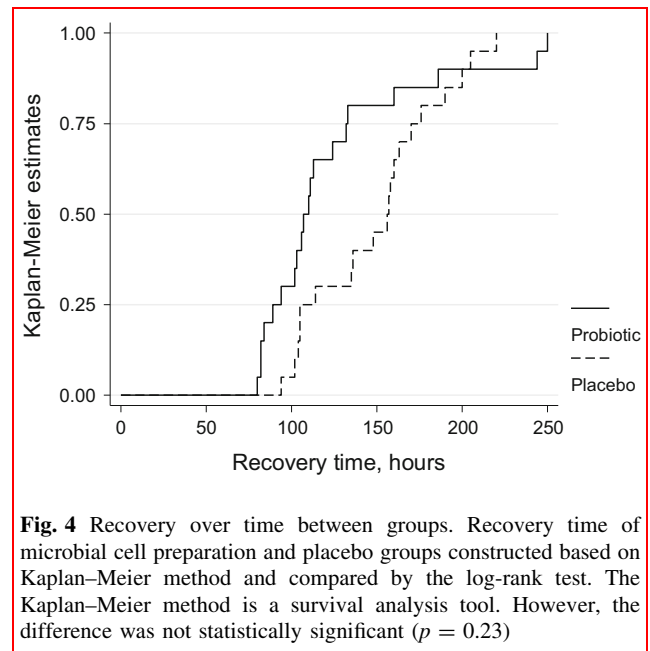 1.00
0.75
0.50
0.25
0.00
Kaplan-Meier estimates
0 50 100 150 200 250
Recovery time, hours
Probiotic
Placebo
Fig. 4 Recovery over time between groups. Recovery time of
microbial cell preparation and placebo groups constructed based on
Kaplan–Meier method and compared by the log-rank test. The
Kaplan–Meier method is a survival analysis tool. However, the
difference was not statistically significant (p = 0.23)